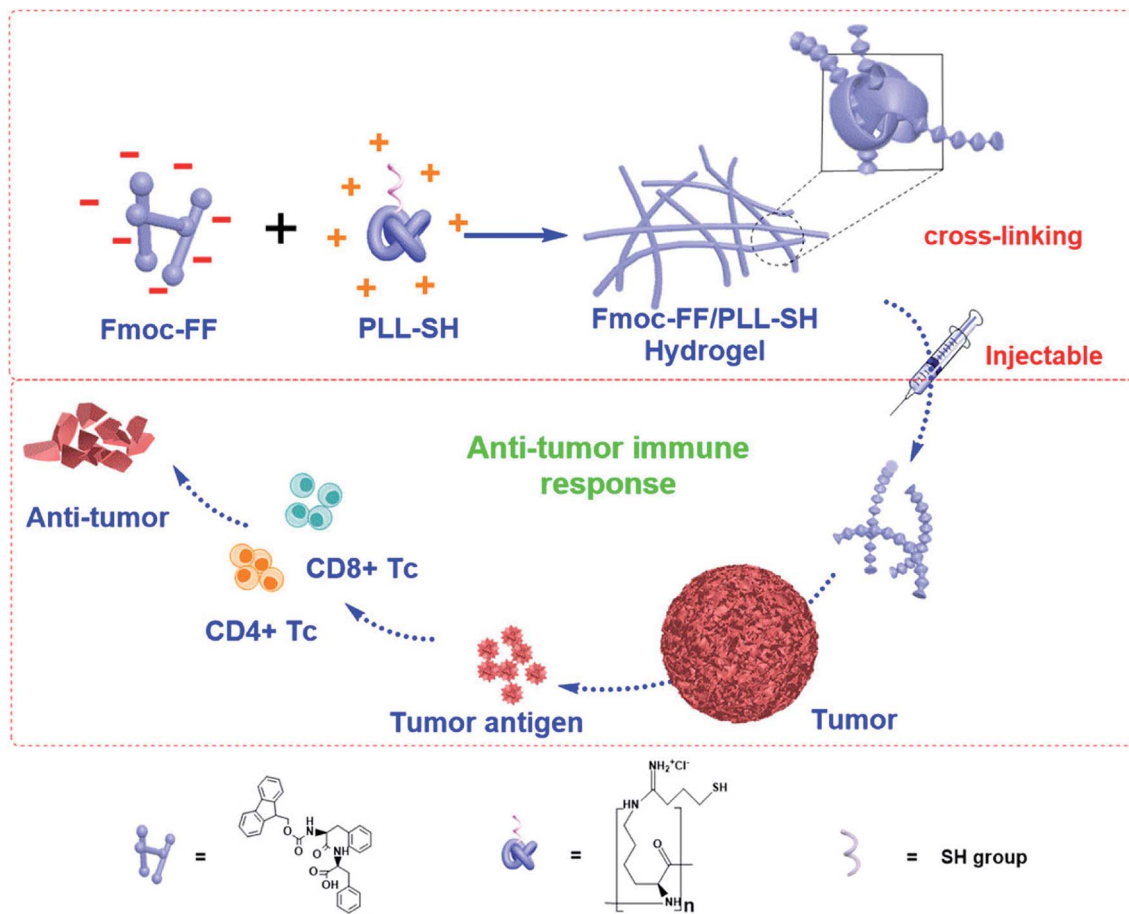 Fmoc-FF
+
PLL-SH
Fmoc-FF/PLL-SH
Hydrogel
cross-linking
Injectable
Anti-tumor immune
response
Anti-tumor
CD8+ Tc
CD4+ Tc
Tumor antigen
Tumor
=
O
O
H
N
O
NH
O
OH
=
NH₂⁺Cl⁻
HN
SH
O
NH
n
= SH group